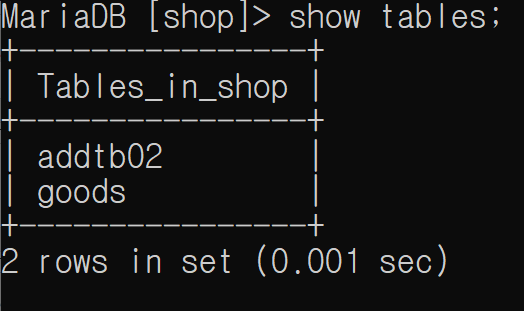 MariaDB [shop]> show tables;
+----------------+
| Tables_in_shop |
+----------------+
| addtb02        |
| goods          |
+----------------+
2 rows in set (0.001 sec)